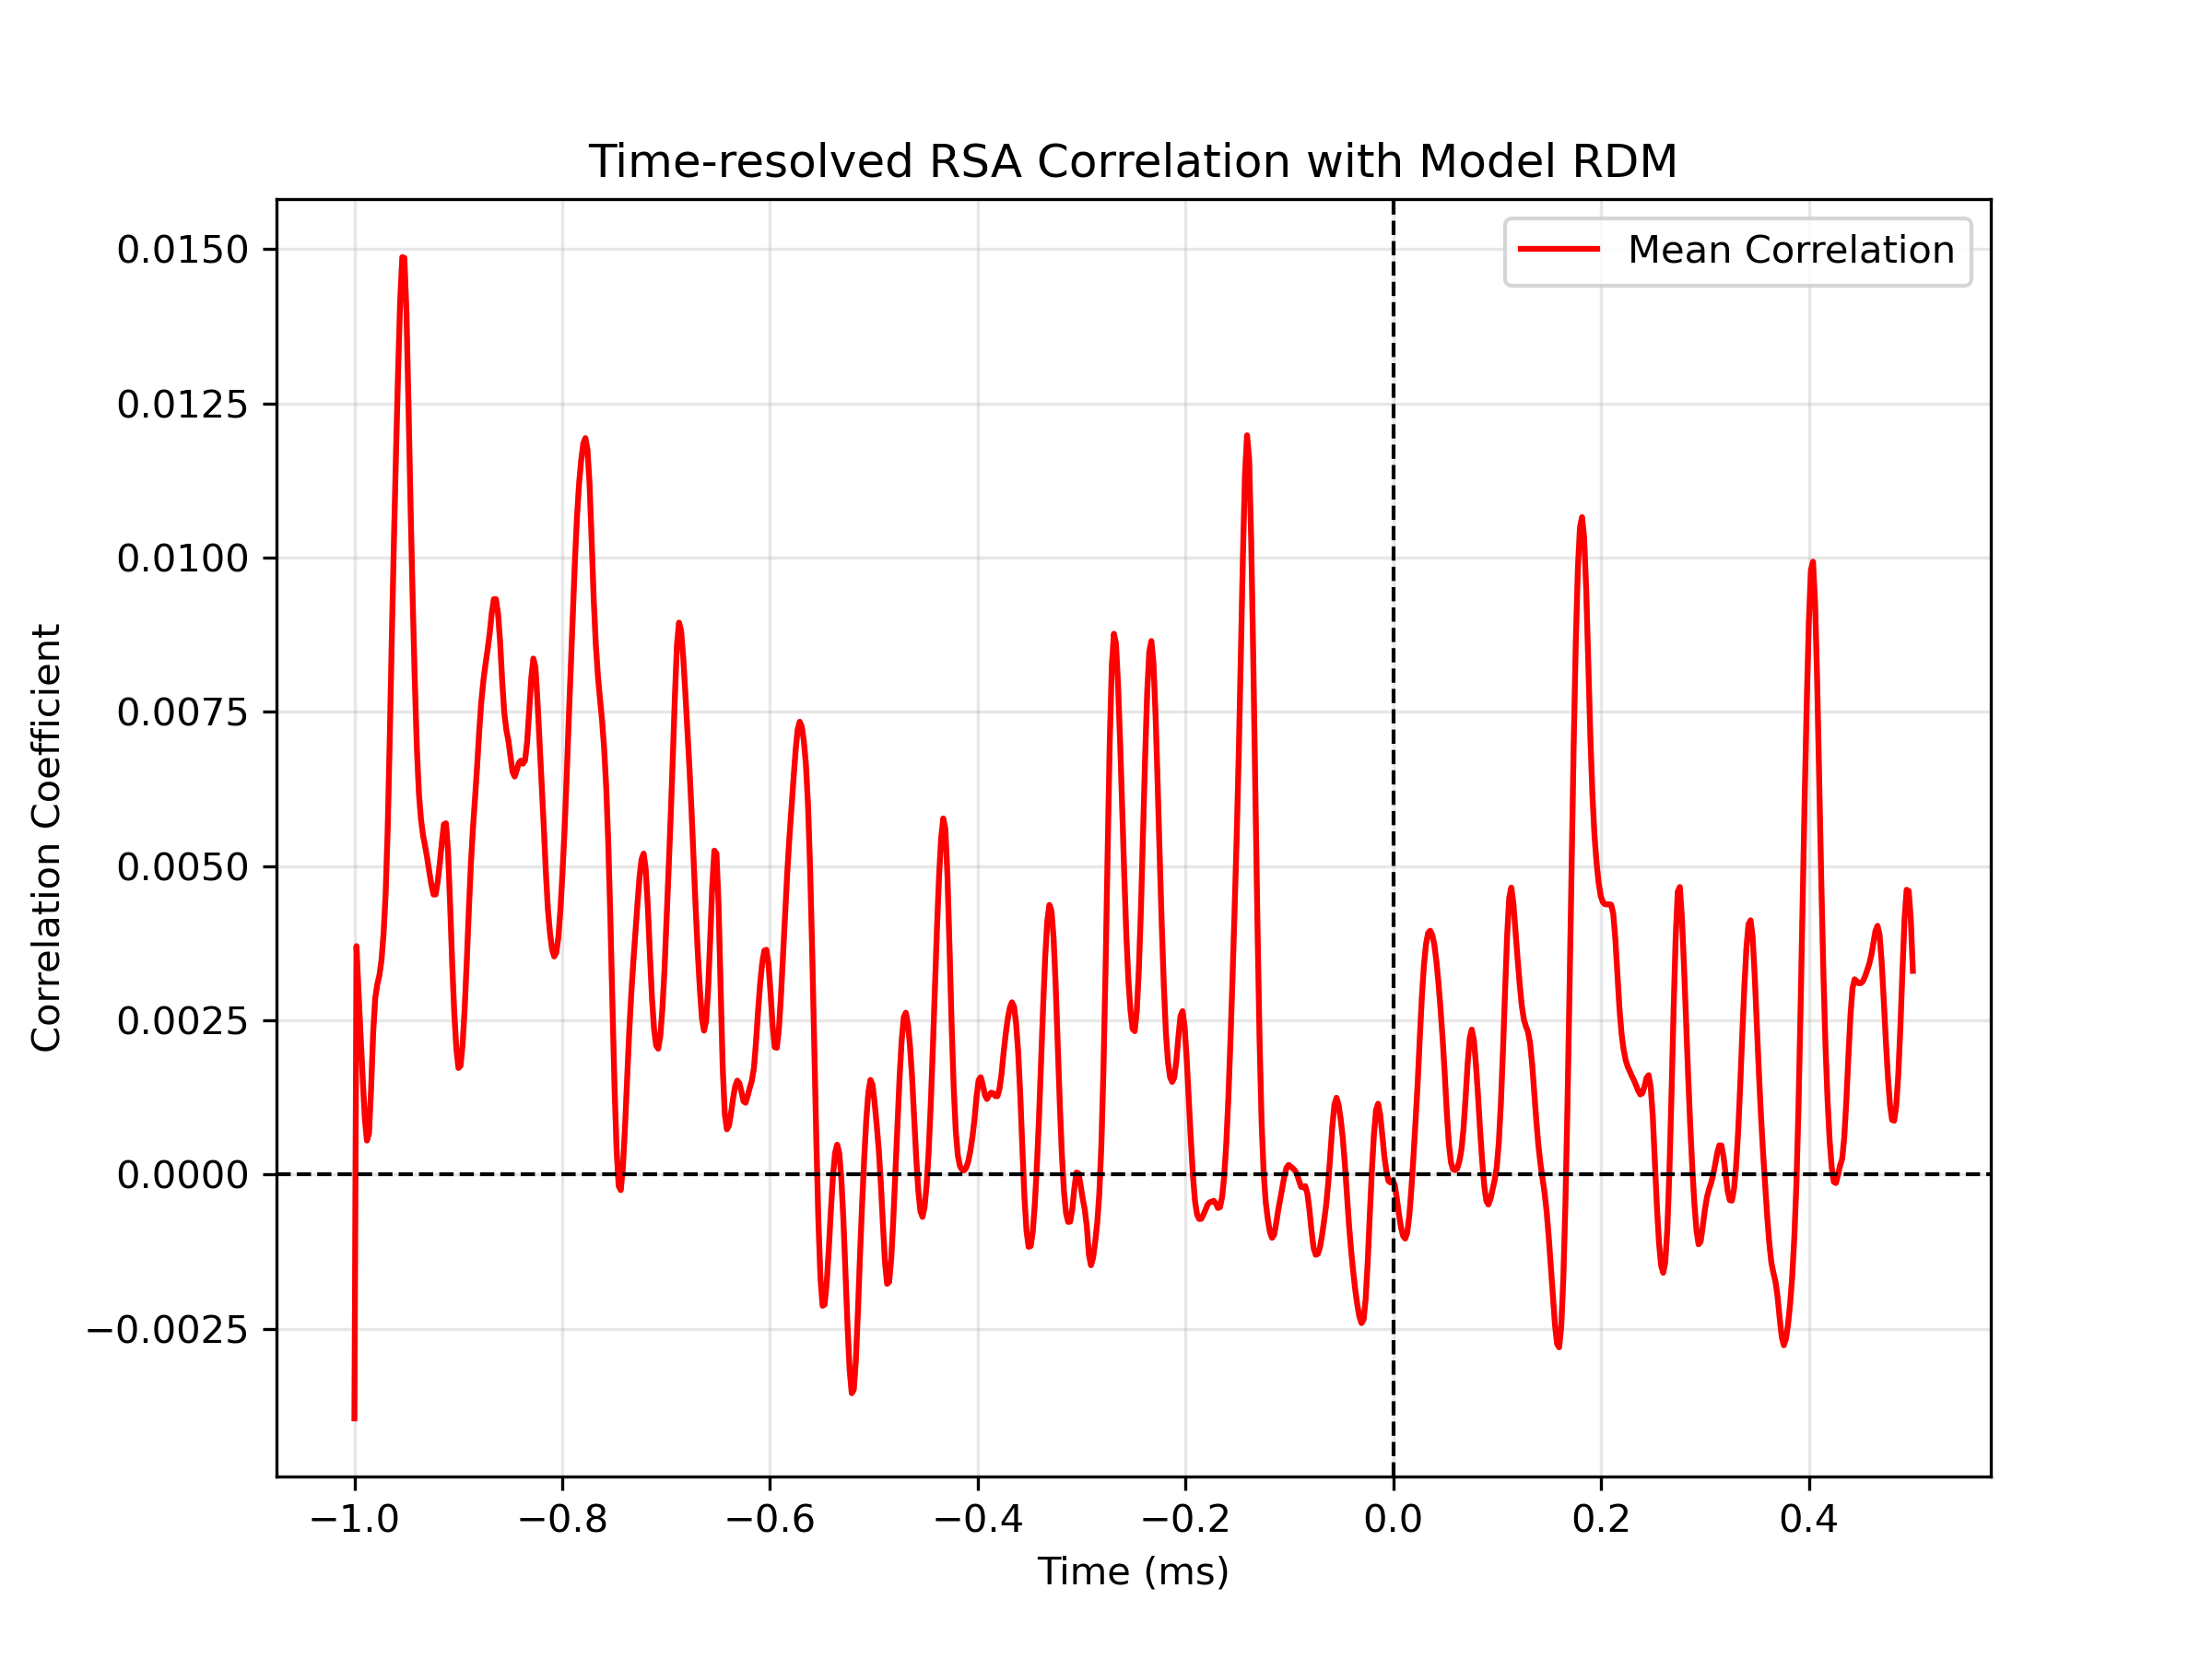 Time-resolved RSA Correlation with Model RDM
Mean Correlation
Correlation Coefficient
0.0150
0.0125
0.0100
0.0075
0.0050
0.0025
0.0000
−0.0025
−1.0 −0.8 −0.6 −0.4 −0.2 0.0 0.2 0.4
Time (ms)